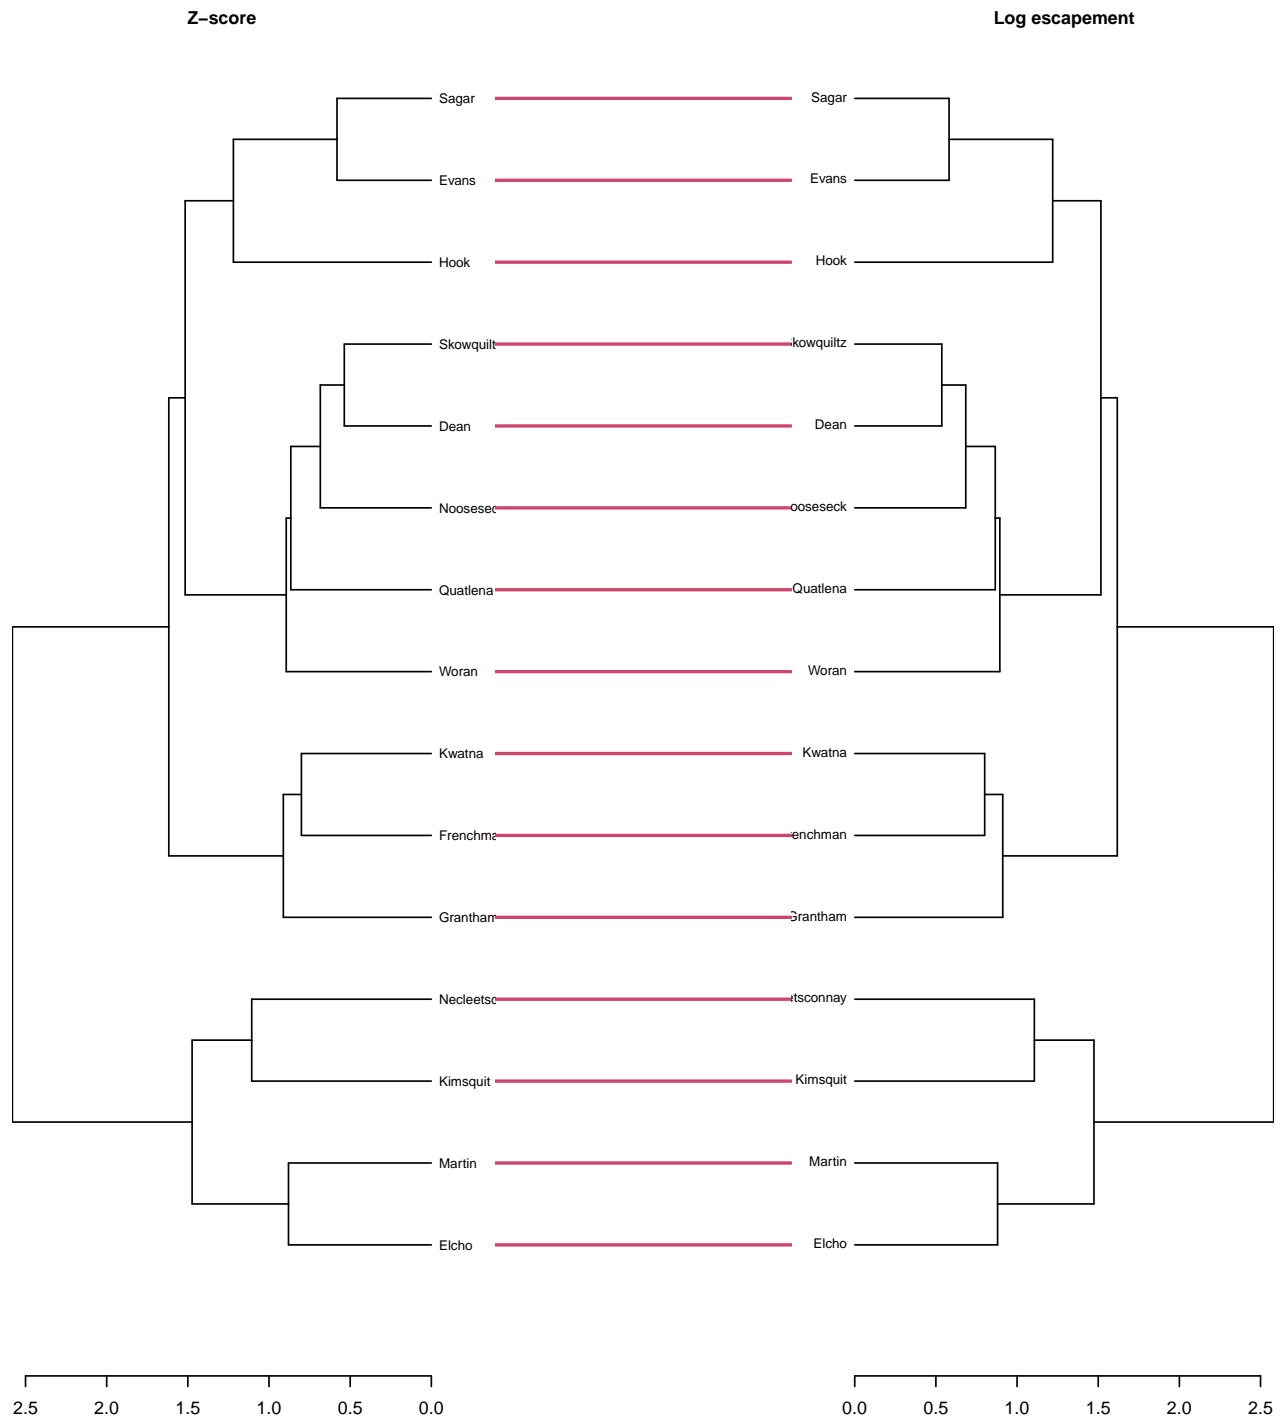 Z−score Log escapement
Sagar Sagar
Evans Evans
Hook Hook
Skowquilt kowquiltz
Dean Dean
Noosesec ooseseck
Quatlena Quatlena
Woran Woran
Kwatna Kwatna
Frenchma enchman
Grantham Grantham
Necleetsc etsconnay
Kimsquit Kimsquit
Martin Martin
Elcho Elcho
2.5 2.0 1.5 1.0 0.5 0.0 0.0 0.5 1.0 1.5 2.0 2.5